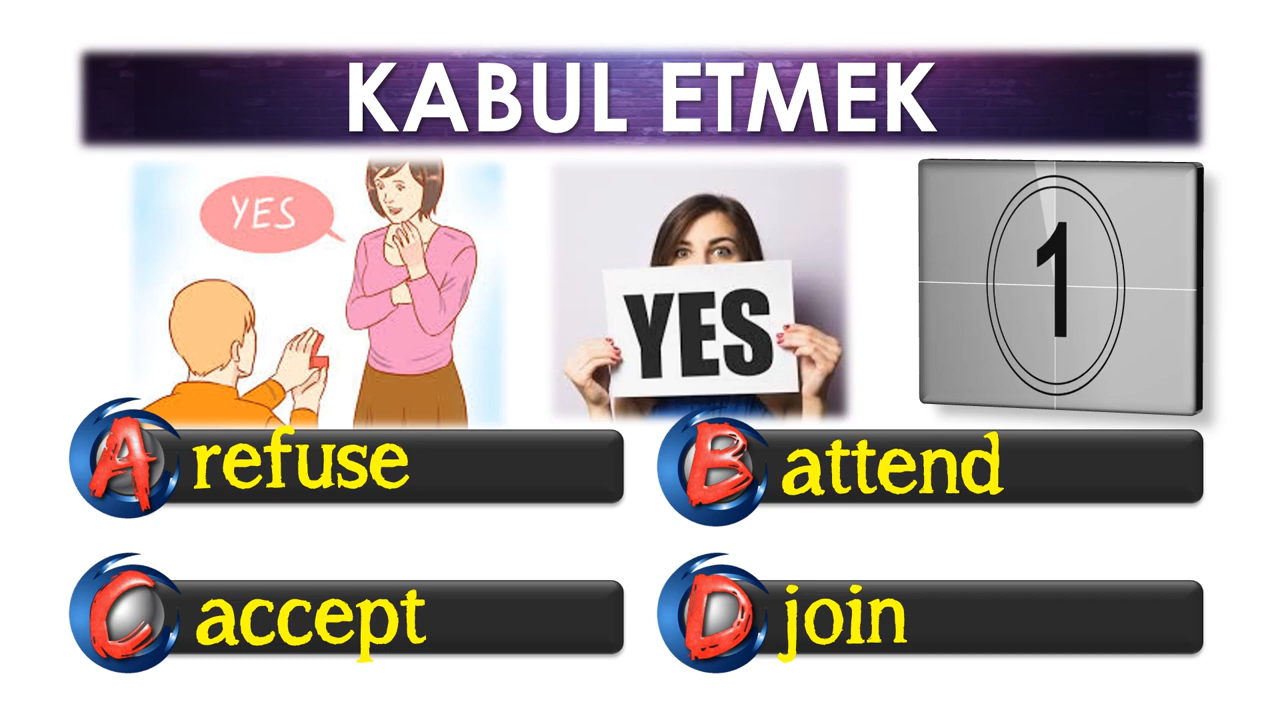 KABUL ETMEK
YES
YES
1
A refuse
B attend
C accept
D join